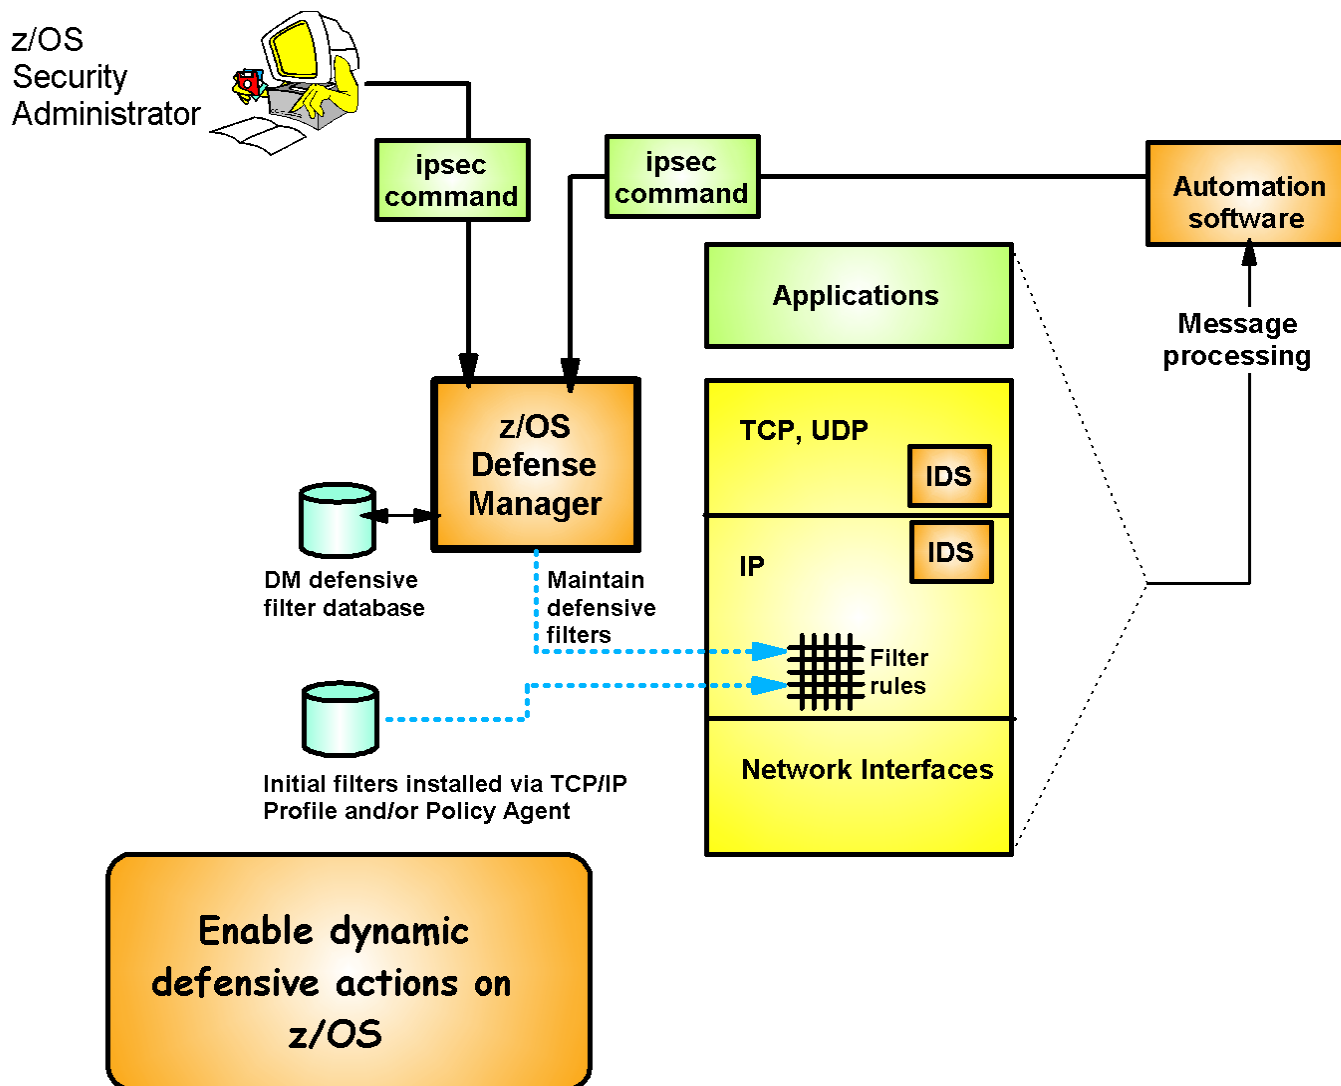 z/OS
Security
Administrator
ipsec
command
ipsec
command
Automation
software
Applications
Message
processing
z/OS
Defense
Manager
TCP, UDP
IDS
IDS
IP
DM defensive
filter database
Maintain
defensive
filters
Filter
rules
Initial filters installed via TCP/IP
Profile and/or Policy Agent
Network Interfaces
Enable dynamic
defensive actions on
z/OS